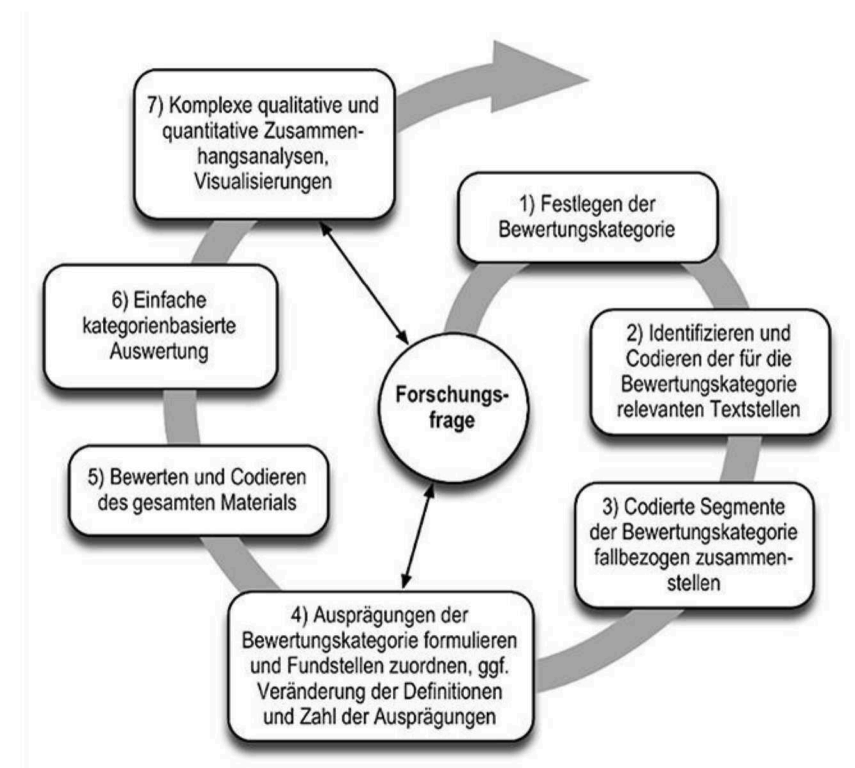 7) Komplexe qualitative und
quantitative Zusammen-
hangsanalysen,
Visualisierungen
1) Festlegen der
Bewertungskategorie
6) Einfache
kategorienbasierte
Auswertung
2) Identifizieren und
Codieren der für die
Bewertungskategorie
relevanten Textstellen
Forschungs-
frage
5) Bewerten und Codieren
des gesamten Materials
3) Codierte Segmente
der Bewertungskategorie
fallbezogen zusammen-
stellen
4) Ausprägungen der
Bewertungskategorie formulieren
und Fundstellen zuordnen, ggf.
Veränderung der Definitionen
und Zahl der Ausprägungen